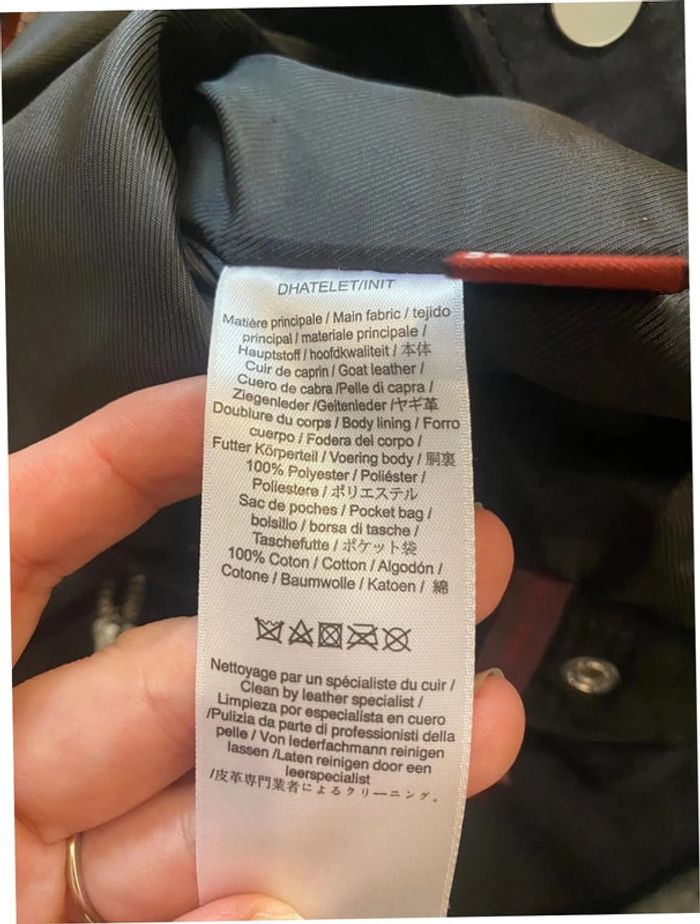 DHATELET/INIT
Matière principale / Main fabric / tejido
principal / materiale principale /
Hauptstoff / hoofdkwaliteit / 本体
Cuir de caprin / Goat leather /
Cuero de cabra /Pelle di capra /
Ziegenleder /Geitenleder /ヤギ革
Doublure du corps / Body lining / Forro
cuerpo / Fodera del corpo /
Futter Körperteil / Voering body / 胴裏
100% Polyester / Poliéster /
Poliestere / ポリエステル
Sac de poches / Pocket bag /
bolsillo / borsa di tasche /
Taschefutte / ポケット袋
100% Coton / Cotton / Algodón /
Cotone / Baumwolle / Katoen / 綿
Nettoyage par un spécialiste du cuir /
Clean by leather specialist /
Limpieza por especialista en cuero
/Pulizia da parte di professionisti della
pelle / Von lederfachmann reinigen
lassen /Laten reinigen door een
leerspecialist
/皮革専門業者によるクリーニング。